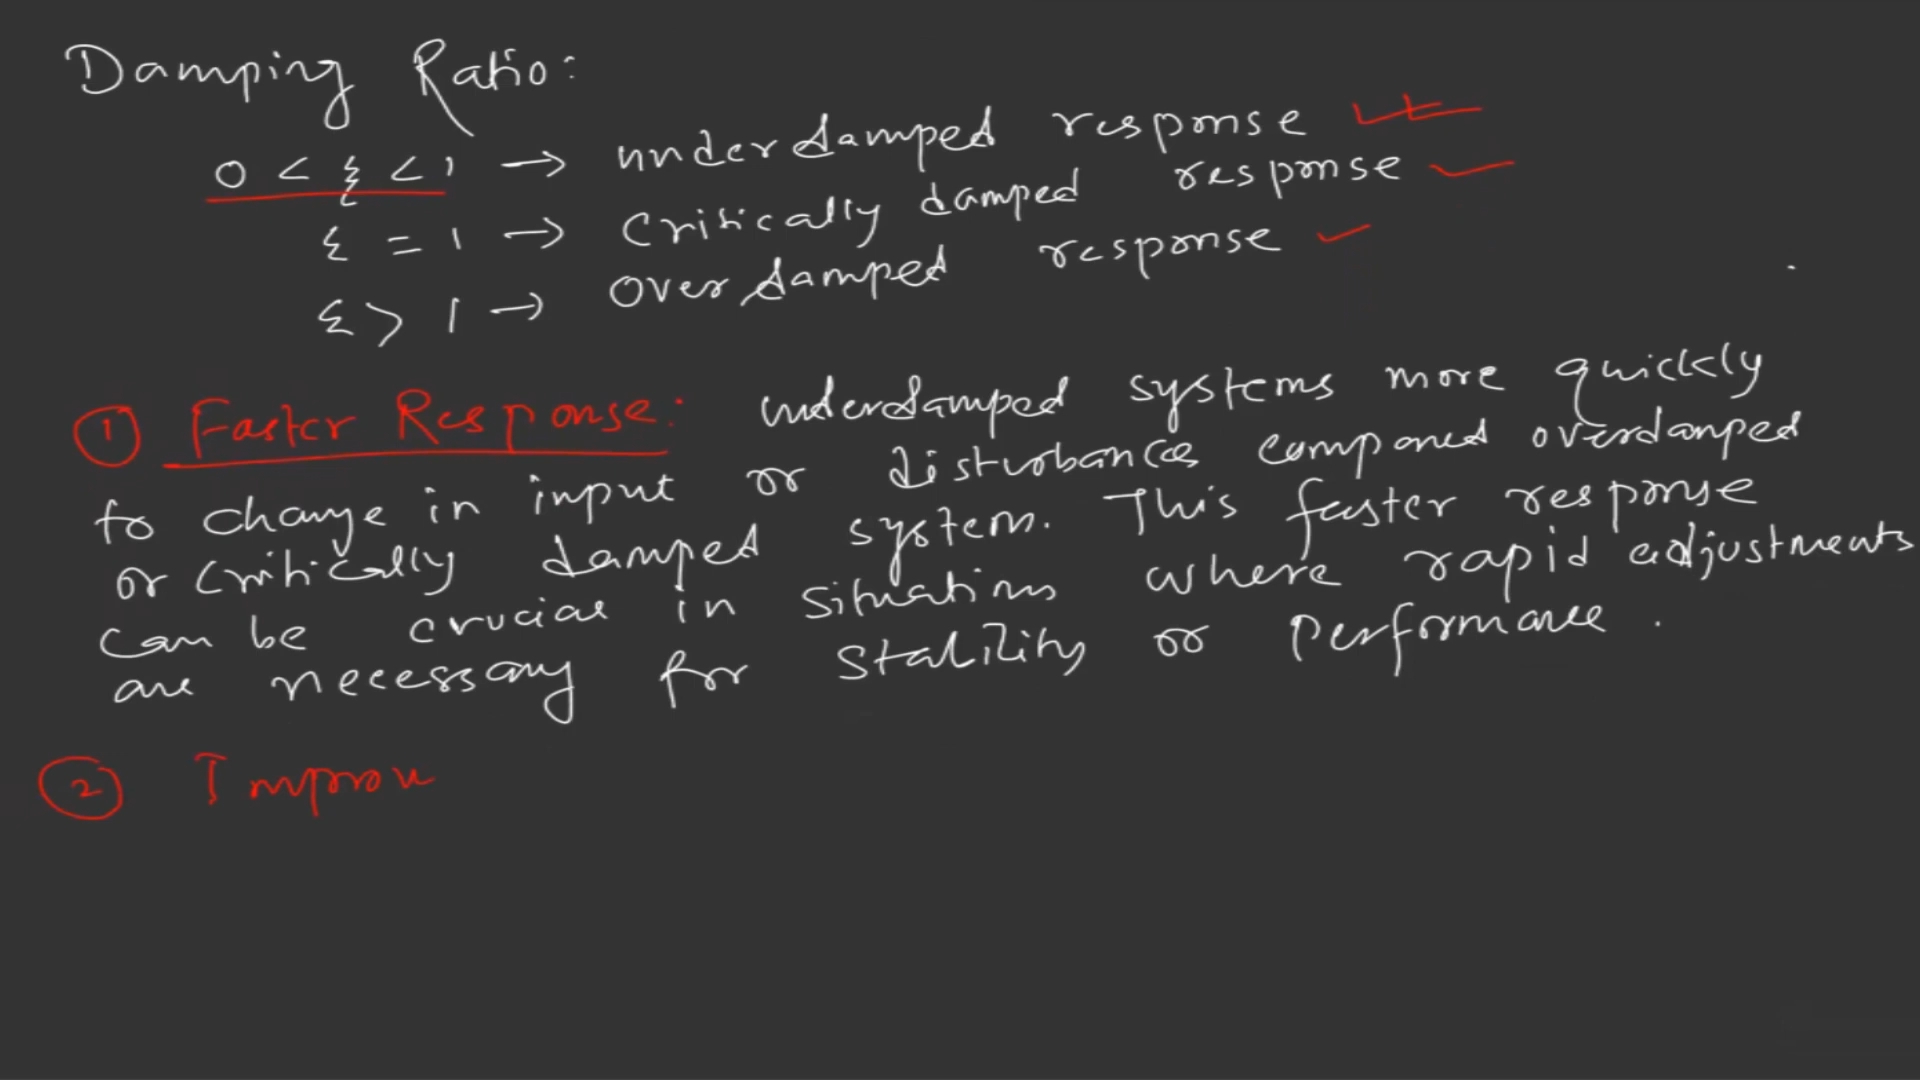 Damping Ratio:
0 < ξ < 1 → underdamped response
ξ = 1 → critically damped response
ξ > 1 → overdamped response
① Faster Response: underdamped systems more quickly
to change in input or disturbances compared overdamped
or critically damped system. This faster response
can be crucial in situations where rapid adjustments
are necessary for stability or performance.
② Improv